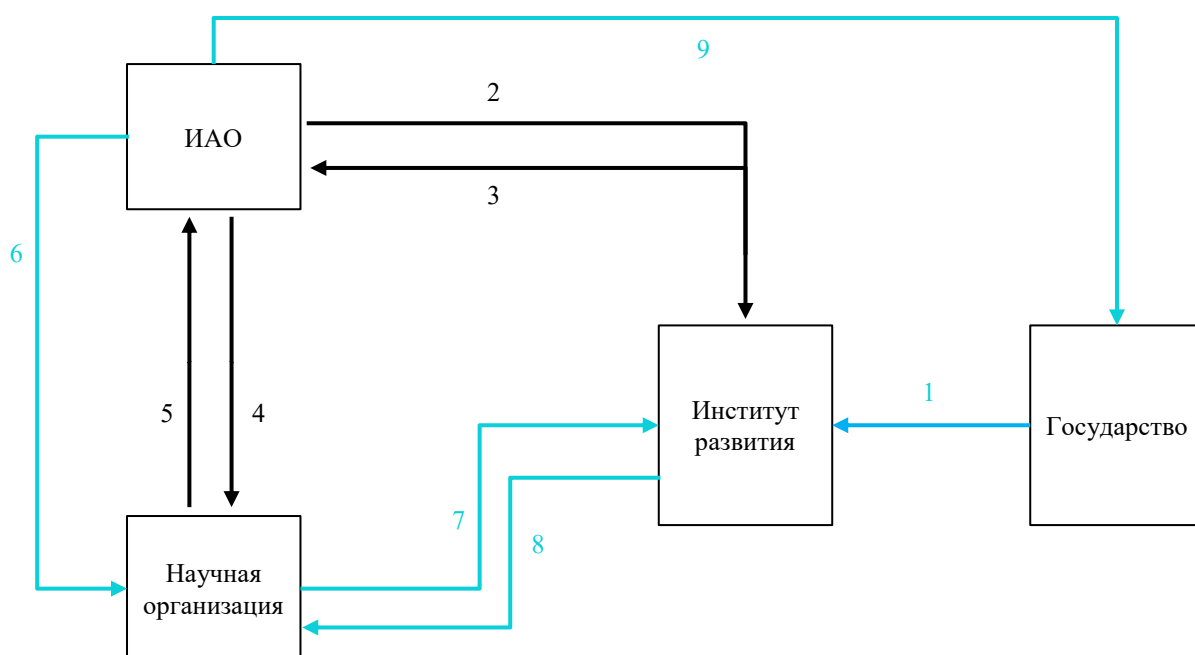 9
2
ИАО
3
6
5
4
1
Институт
развития
Государство
7
8
Научная
организация